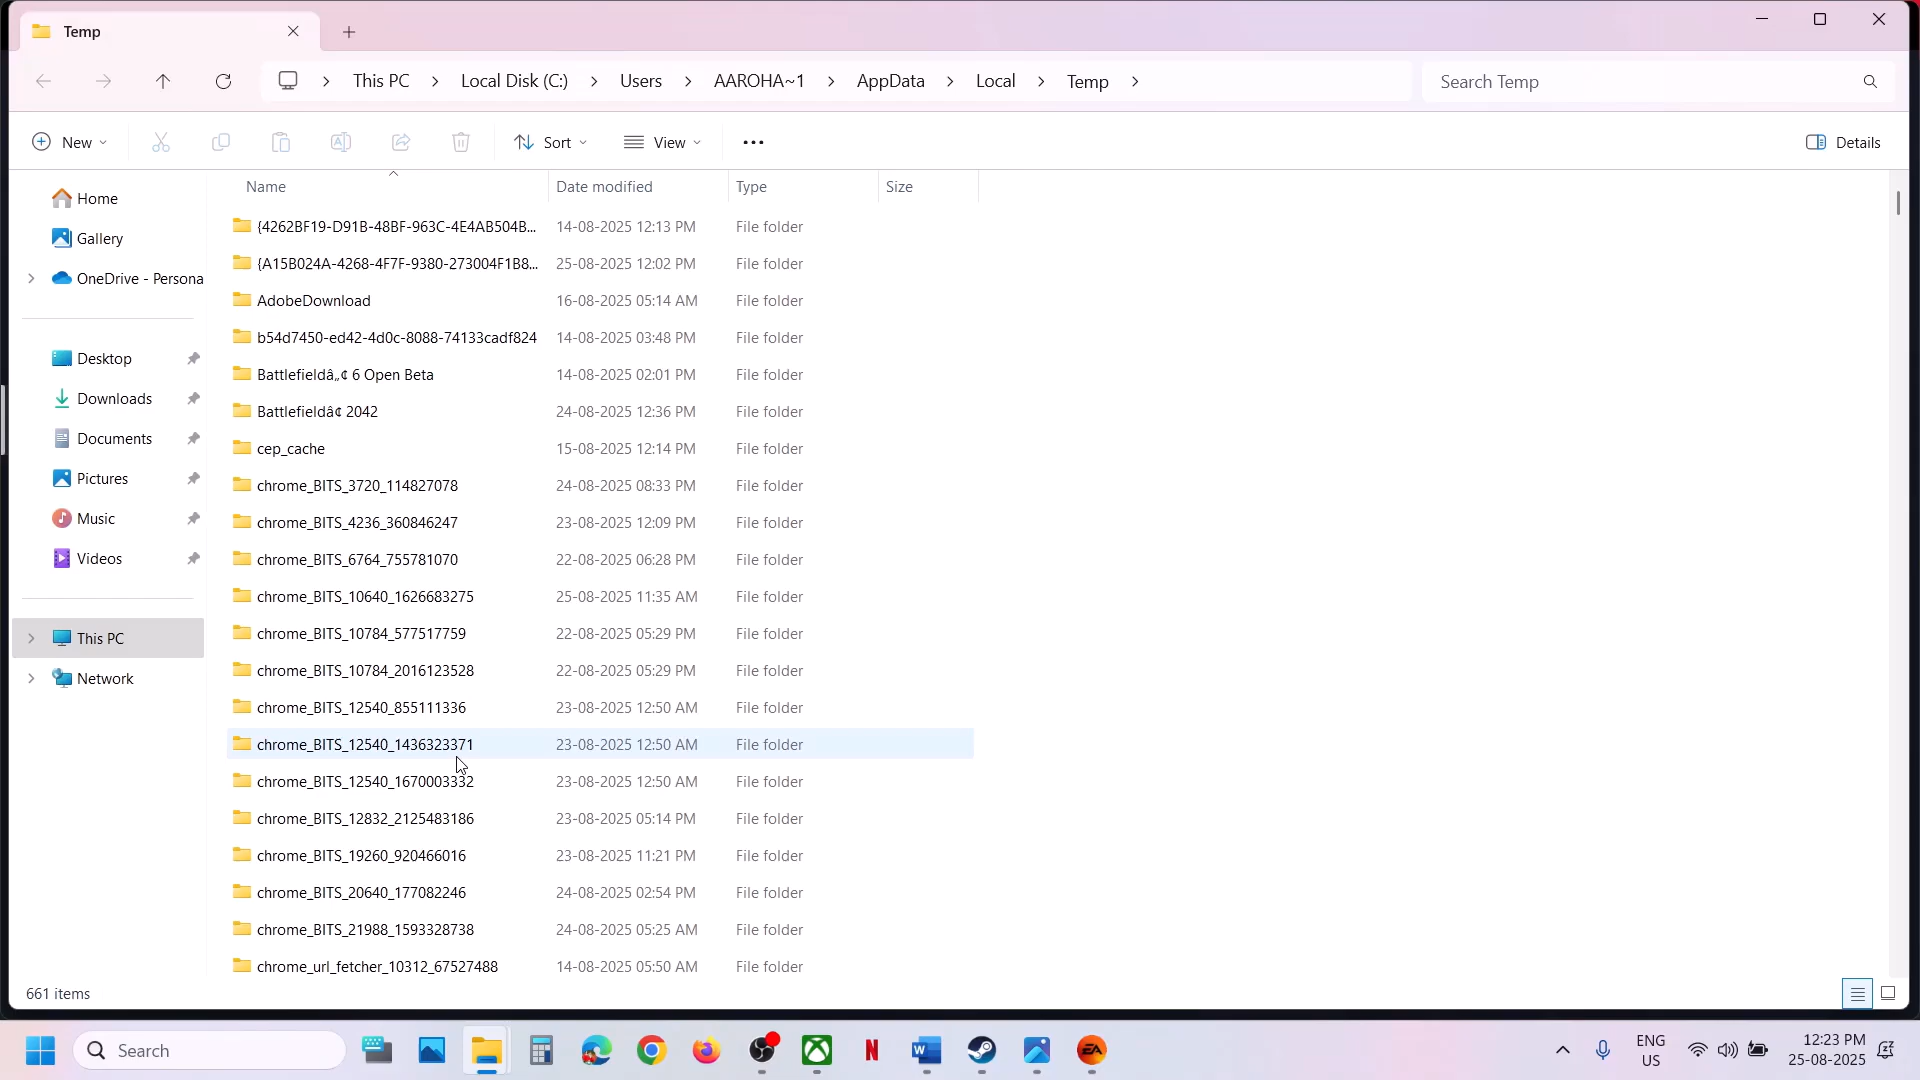 Temp
This PC
Local Disk (C:)
Users
AAROHA~1
AppData
Local
Temp
Search Temp
New
Sort
View
Details
Name
Date modified
Type
Size
Home
Gallery
OneDrive - Persona
Desktop
Downloads
Documents
Pictures
Music
Videos
This PC
Network
{4262BF19-D91B-48BF-963C-4E4AB504B... 14-08-2025 12:13 PM File folder
{A15B024A-4268-4F7F-9380-273004F1B8... 25-08-2025 12:02 PM File folder
AdobeDownload 16-08-2025 05:14 AM File folder
b54d7450-ed42-4d0c-8088-74133cadf824 14-08-2025 03:48 PM File folder
Battlefieldâ„¢ 6 Open Beta 14-08-2025 02:01 PM File folder
Battlefieldâ¢ 2042 24-08-2025 12:36 PM File folder
cep_cache 15-08-2025 12:14 PM File folder
chrome_BITS_3720_114827078 24-08-2025 08:33 PM File folder
chrome_BITS_4236_360846247 23-08-2025 12:09 PM File folder
chrome_BITS_6764_755781070 22-08-2025 06:28 PM File folder
chrome_BITS_10640_1626683275 25-08-2025 11:35 AM File folder
chrome_BITS_10784_577517759 22-08-2025 05:29 PM File folder
chrome_BITS_10784_2016123528 22-08-2025 05:29 PM File folder
chrome_BITS_12540_855111336 23-08-2025 12:50 AM File folder
chrome_BITS_12540_1436323371 23-08-2025 12:50 AM File folder
chrome_BITS_12540_1670003332 23-08-2025 12:50 AM File folder
chrome_BITS_12832_2125483186 23-08-2025 05:14 PM File folder
chrome_BITS_19260_920466016 23-08-2025 11:21 PM File folder
chrome_BITS_20640_177082246 24-08-2025 02:54 PM File folder
chrome_BITS_21988_1593328738 24-08-2025 05:25 AM File folder
chrome_url_fetcher_10312_67527488 14-08-2025 05:50 AM File folder
661 items
Search
ENG
US
12:23 PM
25-08-2025